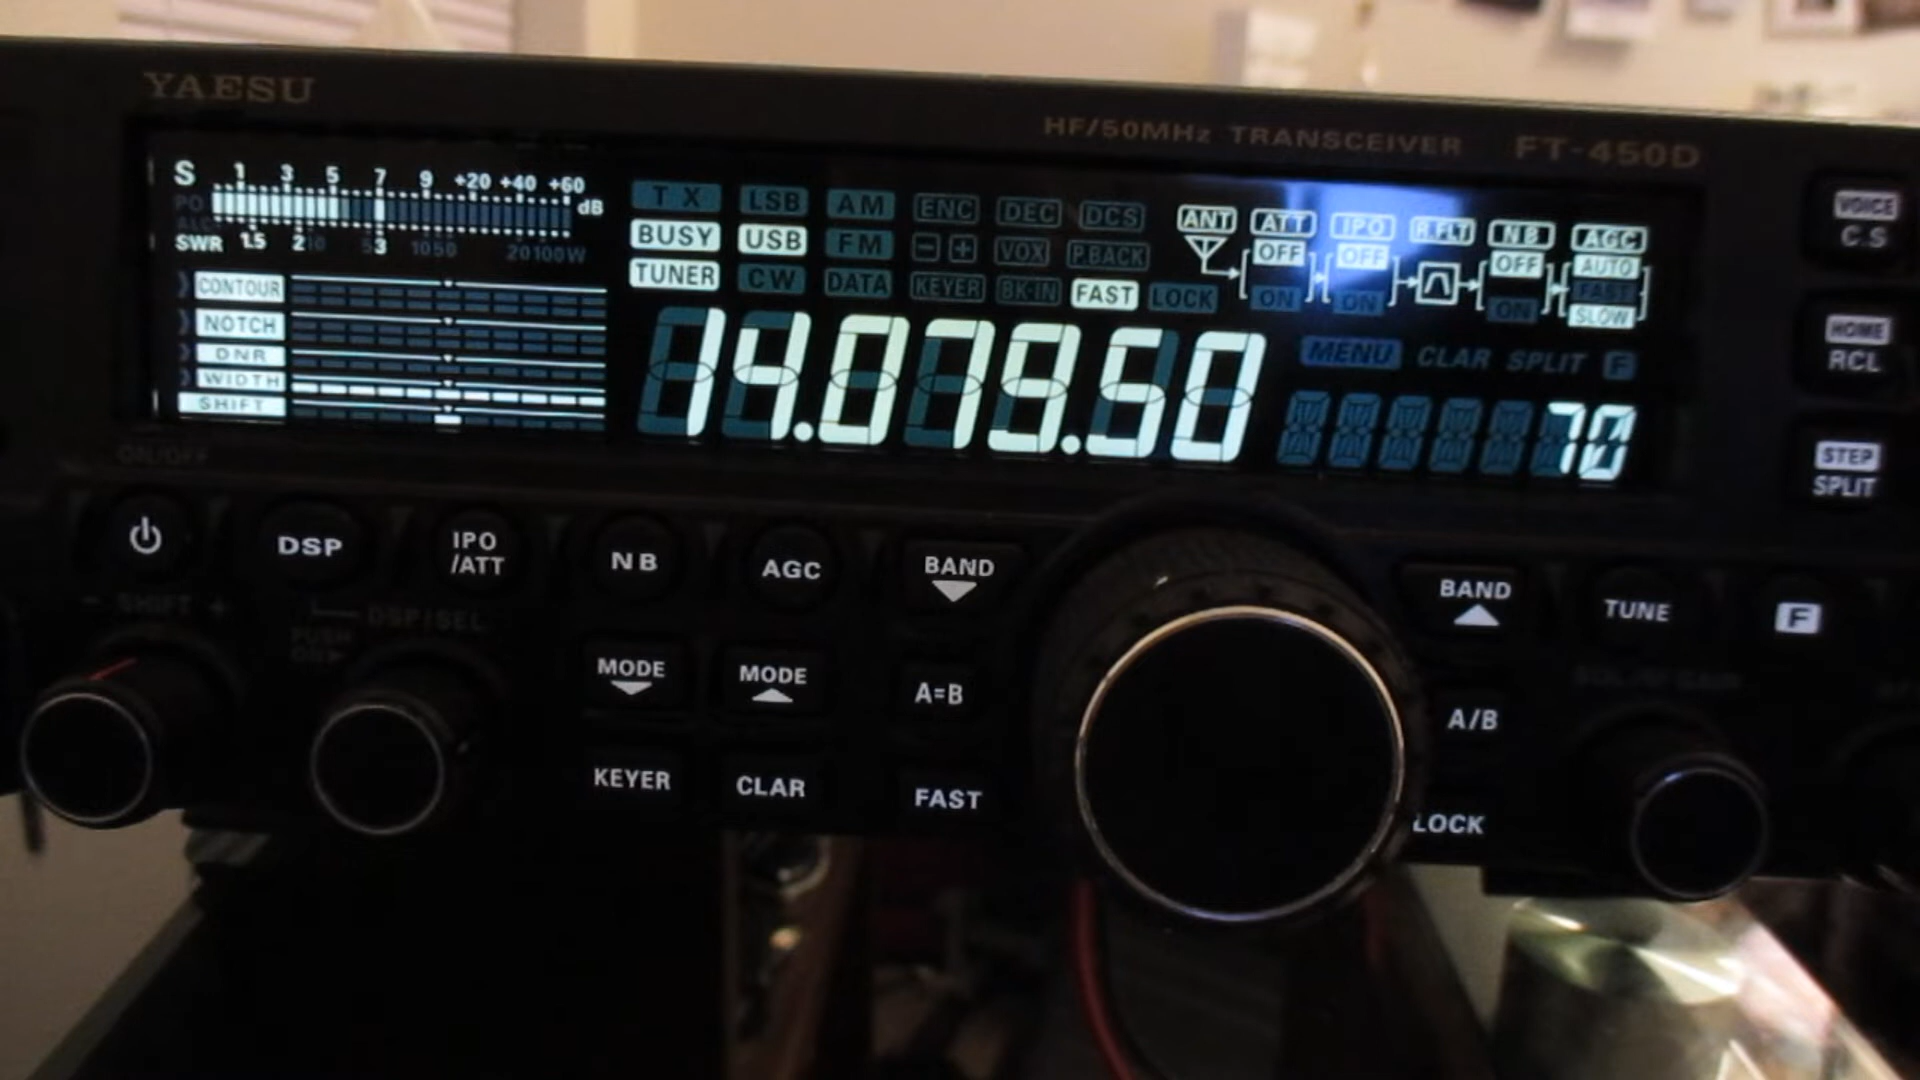 YAESU
HF/50MHz TRANSCEIVER FT-450D
S 1 3 5 7 9 +20 +40 +60 dB
PO
ALC
SWR 1.5 2 10 5 3 10 50 20 100W
CONTOUR
NOTCH
DNR
WIDTH
SHIFT
TX LSB AM ENC DEC DCS
BUSY USB FM − + VOX P.BACK
TUNER CW DATA KEYER BK-IN FAST LOCK
ANT ATT IPO R.FLT NB AGC
OFF OFF OFF AUTO
ON ON ON FAST
SLOW
14.079.50
MENU CLAR SPLIT F
70
VOICE
C.S
HOME
RCL
STEP
SPLIT
ON/OFF
DSP
IPO
/ATT
NB
AGC
BAND
BAND
TUNE
F
− SHIFT +
DSP/SEL
PUSH
ON
MODE
MODE
A=B
A/B
KEYER
CLAR
FAST
LOCK